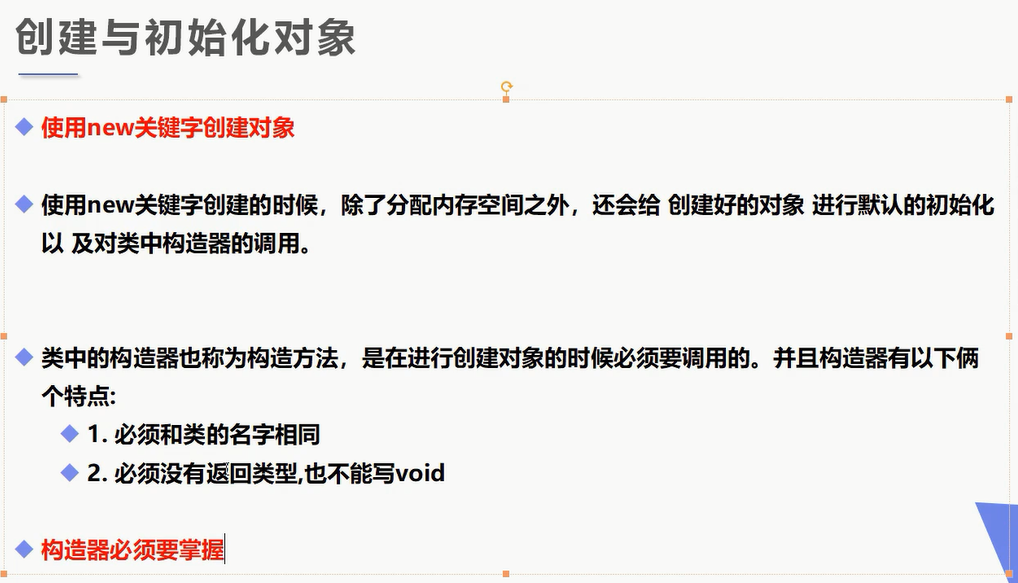 创建与初始化对象
使用new关键字创建对象
使用new关键字创建的时候，除了分配内存空间之外，还会给 创建好的对象 进行默认的初始化
以 及对类中构造器的调用。
类中的构造器也称为构造方法，是在进行创建对象的时候必须要调用的。并且构造器有以下俩
个特点:
1. 必须和类的名字相同
2. 必须没有返回类型,也不能写void
构造器必须要掌握